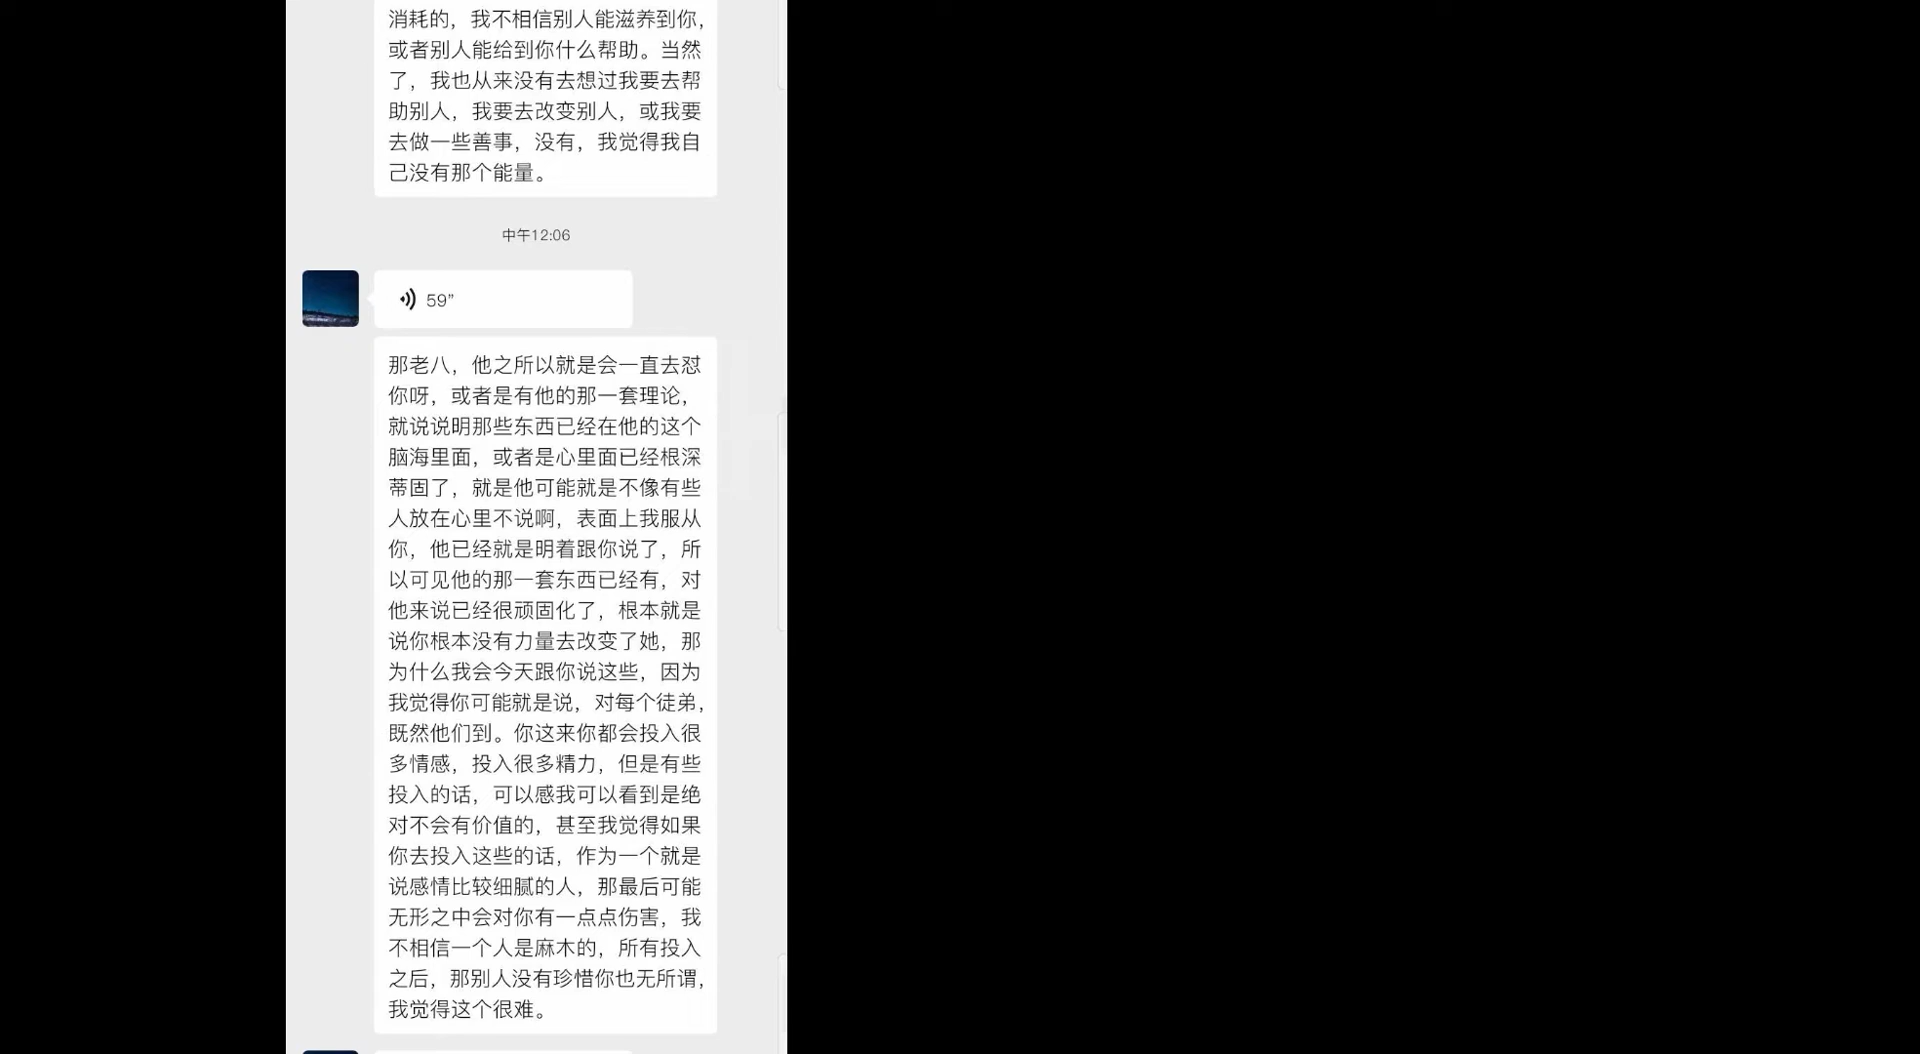 消耗的，我不相信别人能滋养到你，
或者别人能给到你什么帮助。当然
了，我也从来没有去想过我要去帮
助别人，我要去改变别人，或我要
去做一些善事，没有，我觉得我自
己没有那个能量。
中午12:06
59”
那老八，他之所以就是会一直去怼
你呀，或者是有他的那一套理论，
就说说明那些东西已经在他的这个
脑海里面，或者是心里面已经根深
蒂固了，就是他可能就是不像有些
人放在心里不说啊，表面上我服从
你，他已经就是明着跟你说了，所
以可见他的那一套东西已经有，对
他来说已经很顽固化了，根本就是
说你根本没有力量去改变了她，那
为什么我会今天跟你说这些，因为
我觉得你可能就是说，对每个徒弟，
既然他们到。你这来你都会投入很
多情感，投入很多精力，但是有些
投入的话，可以感我可以看到是绝
对不会有价值的，甚至我觉得如果
你去投入这些的话，作为一个就是
说感情比较细腻的人，那最后可能
无形之中会对你有一点点伤害，我
不相信一个人是麻木的，所有投入
之后，那别人没有珍惜你也无所谓，
我觉得这个很难。